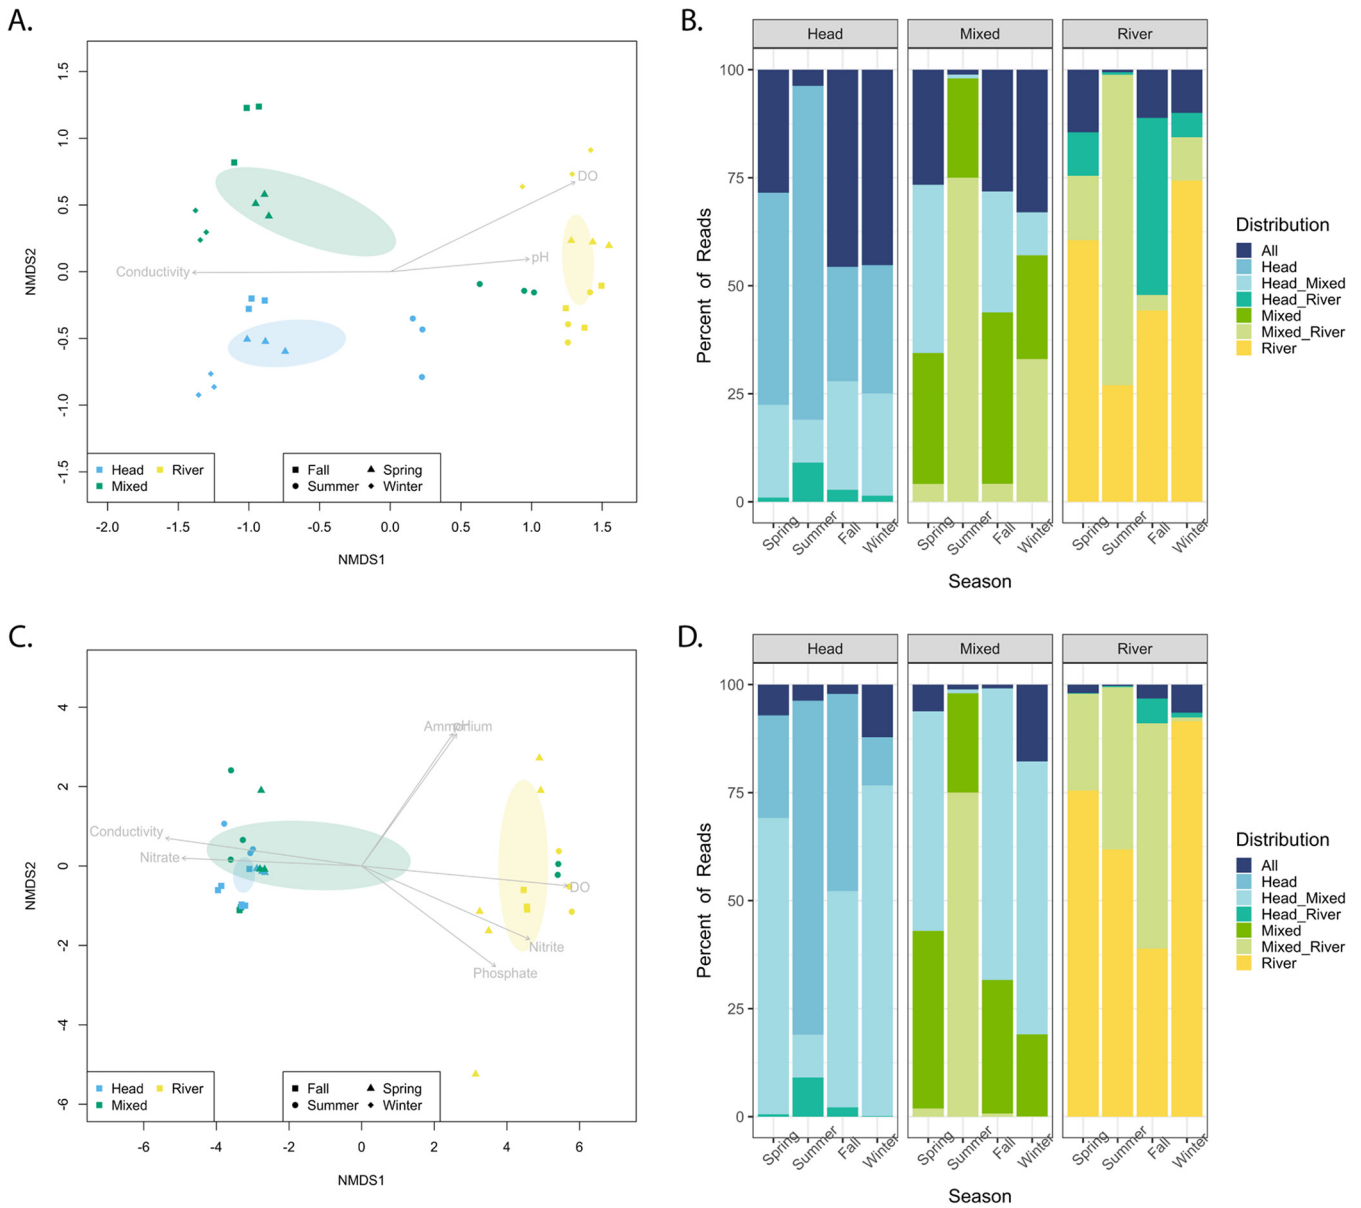 A.
1.5
1.0
0.5
0.0
-0.5
-1.0
-1.5
NMDS2
DO
pH
Conductivity
Head River
Mixed
Fall Spring
Summer Winter
-2.0 -1.5 -1.0 -0.5 0.0 0.5 1.0 1.5
NMDS1
B.
Head Mixed River
100
75
50
25
0
Percent of Reads
Spring Summer Fall Winter Spring Summer Fall Winter Spring Summer Fall Winter
Season
Distribution
All
Head
Head_Mixed
Head_River
Mixed
Mixed_River
River
C.
4
2
0
-2
-4
-6
NMDS2
Ammonium
Conductivity
Nitrate
DO
Nitrite
Phosphate
Head River
Mixed
Fall Spring
Summer Winter
-6 -4 -2 0 2 4 6
NMDS1
D.
Head Mixed River
100
75
50
25
0
Percent of Reads
Spring Summer Fall Winter Spring Summer Fall Winter Spring Summer Fall Winter
Season
Distribution
All
Head
Head_Mixed
Head_River
Mixed
Mixed_River
River